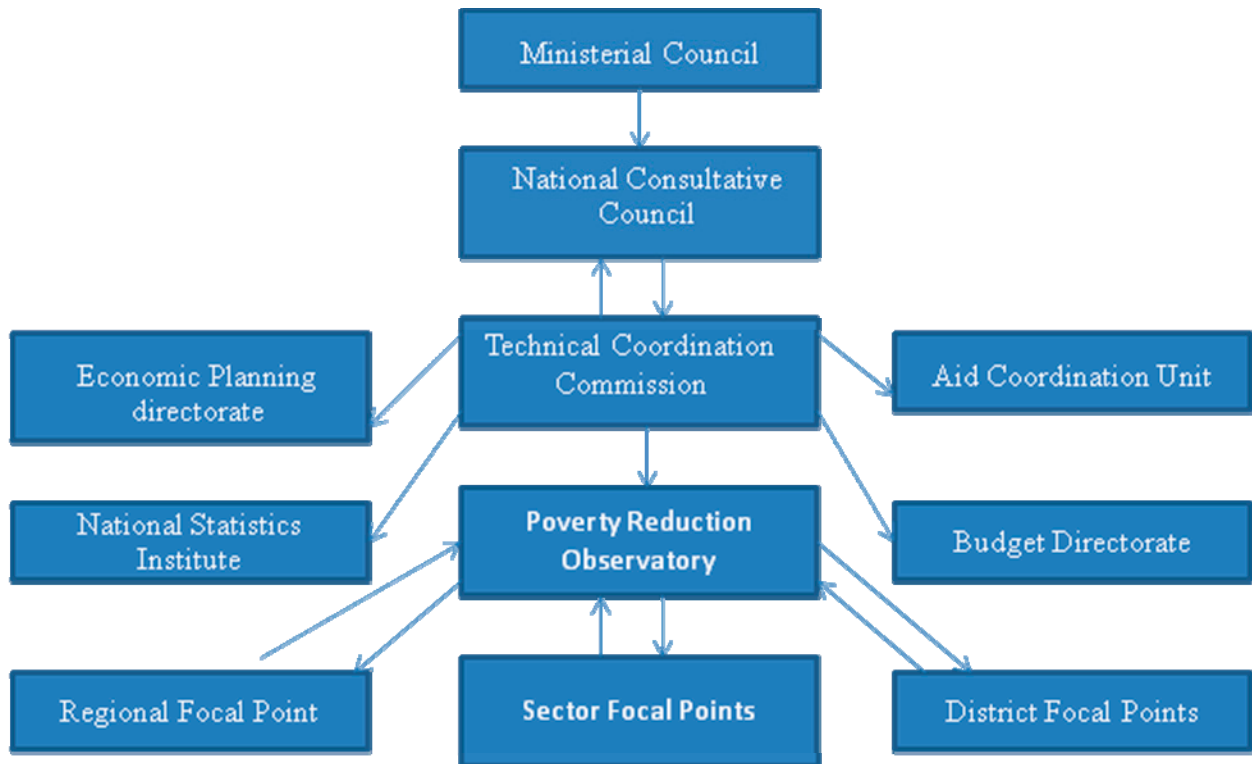 Ministerial Council
National Consultative
Council
Technical Coordination
Commission
Economic Planning
directorate
Aid Coordination Unit
National Statistics
Institute
Poverty Reduction
Observatory
Budget Directorate
Regional Focal Point
Sector Focal Points
District Focal Points